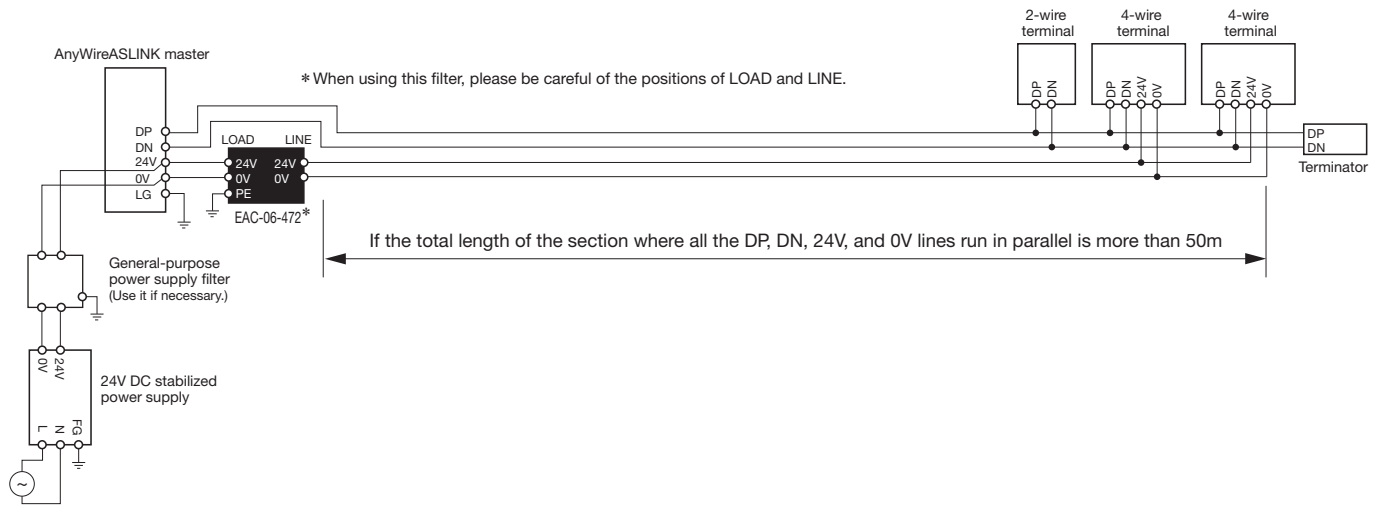 2-wire
terminal
4-wire
terminal
4-wire
terminal
AnyWireASLINK master
* When using this filter, please be careful of the positions of LOAD and LINE.
DP
DN
DP
DN
24V
0V
DP
DN
24V
0V
DP
DN
24V
0V
LG
LOAD
LINE
24V
24V
0V
0V
PE
EAC-06-472*
DP
DN
Terminator
If the total length of the section where all the DP, DN, 24V, and 0V lines run in parallel is more than 50m
General-purpose
power supply filter
(Use it if necessary.)
0V
24V
24V DC stabilized
power supply
L
N
FG
~